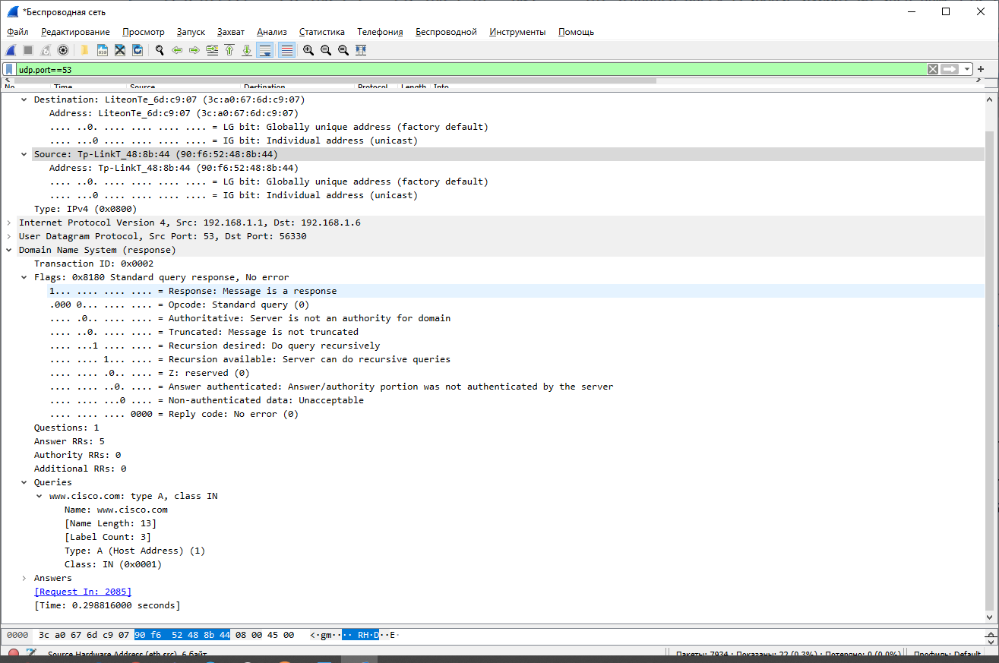 *Беспроводная сеть
Файл Редактирование Просмотр Запуск Захват Анализ Статистика Телефония Беспроводной Инструменты Помощь
udp.port==53
No. Time Source Destination Protocol Length Info
Destination: LiteonTe_6d:c9:07 (3c:a0:67:6d:c9:07)
Address: LiteonTe_6d:c9:07 (3c:a0:67:6d:c9:07)
.... ..0. .... .... .... .... = LG bit: Globally unique address (factory default)
.... ...0 .... .... .... .... = IG bit: Individual address (unicast)
Source: Tp-LinkT_48:8b:44 (90:f6:52:48:8b:44)
Address: Tp-LinkT_48:8b:44 (90:f6:52:48:8b:44)
.... ..0. .... .... .... .... = LG bit: Globally unique address (factory default)
.... ...0 .... .... .... .... = IG bit: Individual address (unicast)
Type: IPv4 (0x0800)
Internet Protocol Version 4, Src: 192.168.1.1, Dst: 192.168.1.6
User Datagram Protocol, Src Port: 53, Dst Port: 56330
Domain Name System (response)
Transaction ID: 0x0002
Flags: 0x8180 Standard query response, No error
1... .... .... .... = Response: Message is a response
.000 0... .... .... = Opcode: Standard query (0)
.... .0.. .... .... = Authoritative: Server is not an authority for domain
.... ..0. .... .... = Truncated: Message is not truncated
.... ...1 .... .... = Recursion desired: Do query recursively
.... .... 1... .... = Recursion available: Server can do recursive queries
.... .... .0.. .... = Z: reserved (0)
.... .... ..0. .... = Answer authenticated: Answer/authority portion was not authenticated by the server
.... .... ...0 .... = Non-authenticated data: Unacceptable
.... .... .... 0000 = Reply code: No error (0)
Questions: 1
Answer RRs: 5
Authority RRs: 0
Additional RRs: 0
Queries
www.cisco.com: type A, class IN
Name: www.cisco.com
[Name Length: 13]
[Label Count: 3]
Type: A (Host Address) (1)
Class: IN (0x0001)
Answers
[Request In: 2085]
[Time: 0.298816000 seconds]
0000 3c a0 67 6d c9 07 90 f6 52 48 8b 44 08 00 45 00 <·gm···· RH·D··E·
Source Hardware Address (eth.src), 6 байт Пакеты: 7934 · Показаны: 22 (0.3%) · Потеряно: 0 (0.0%) Профиль: Default